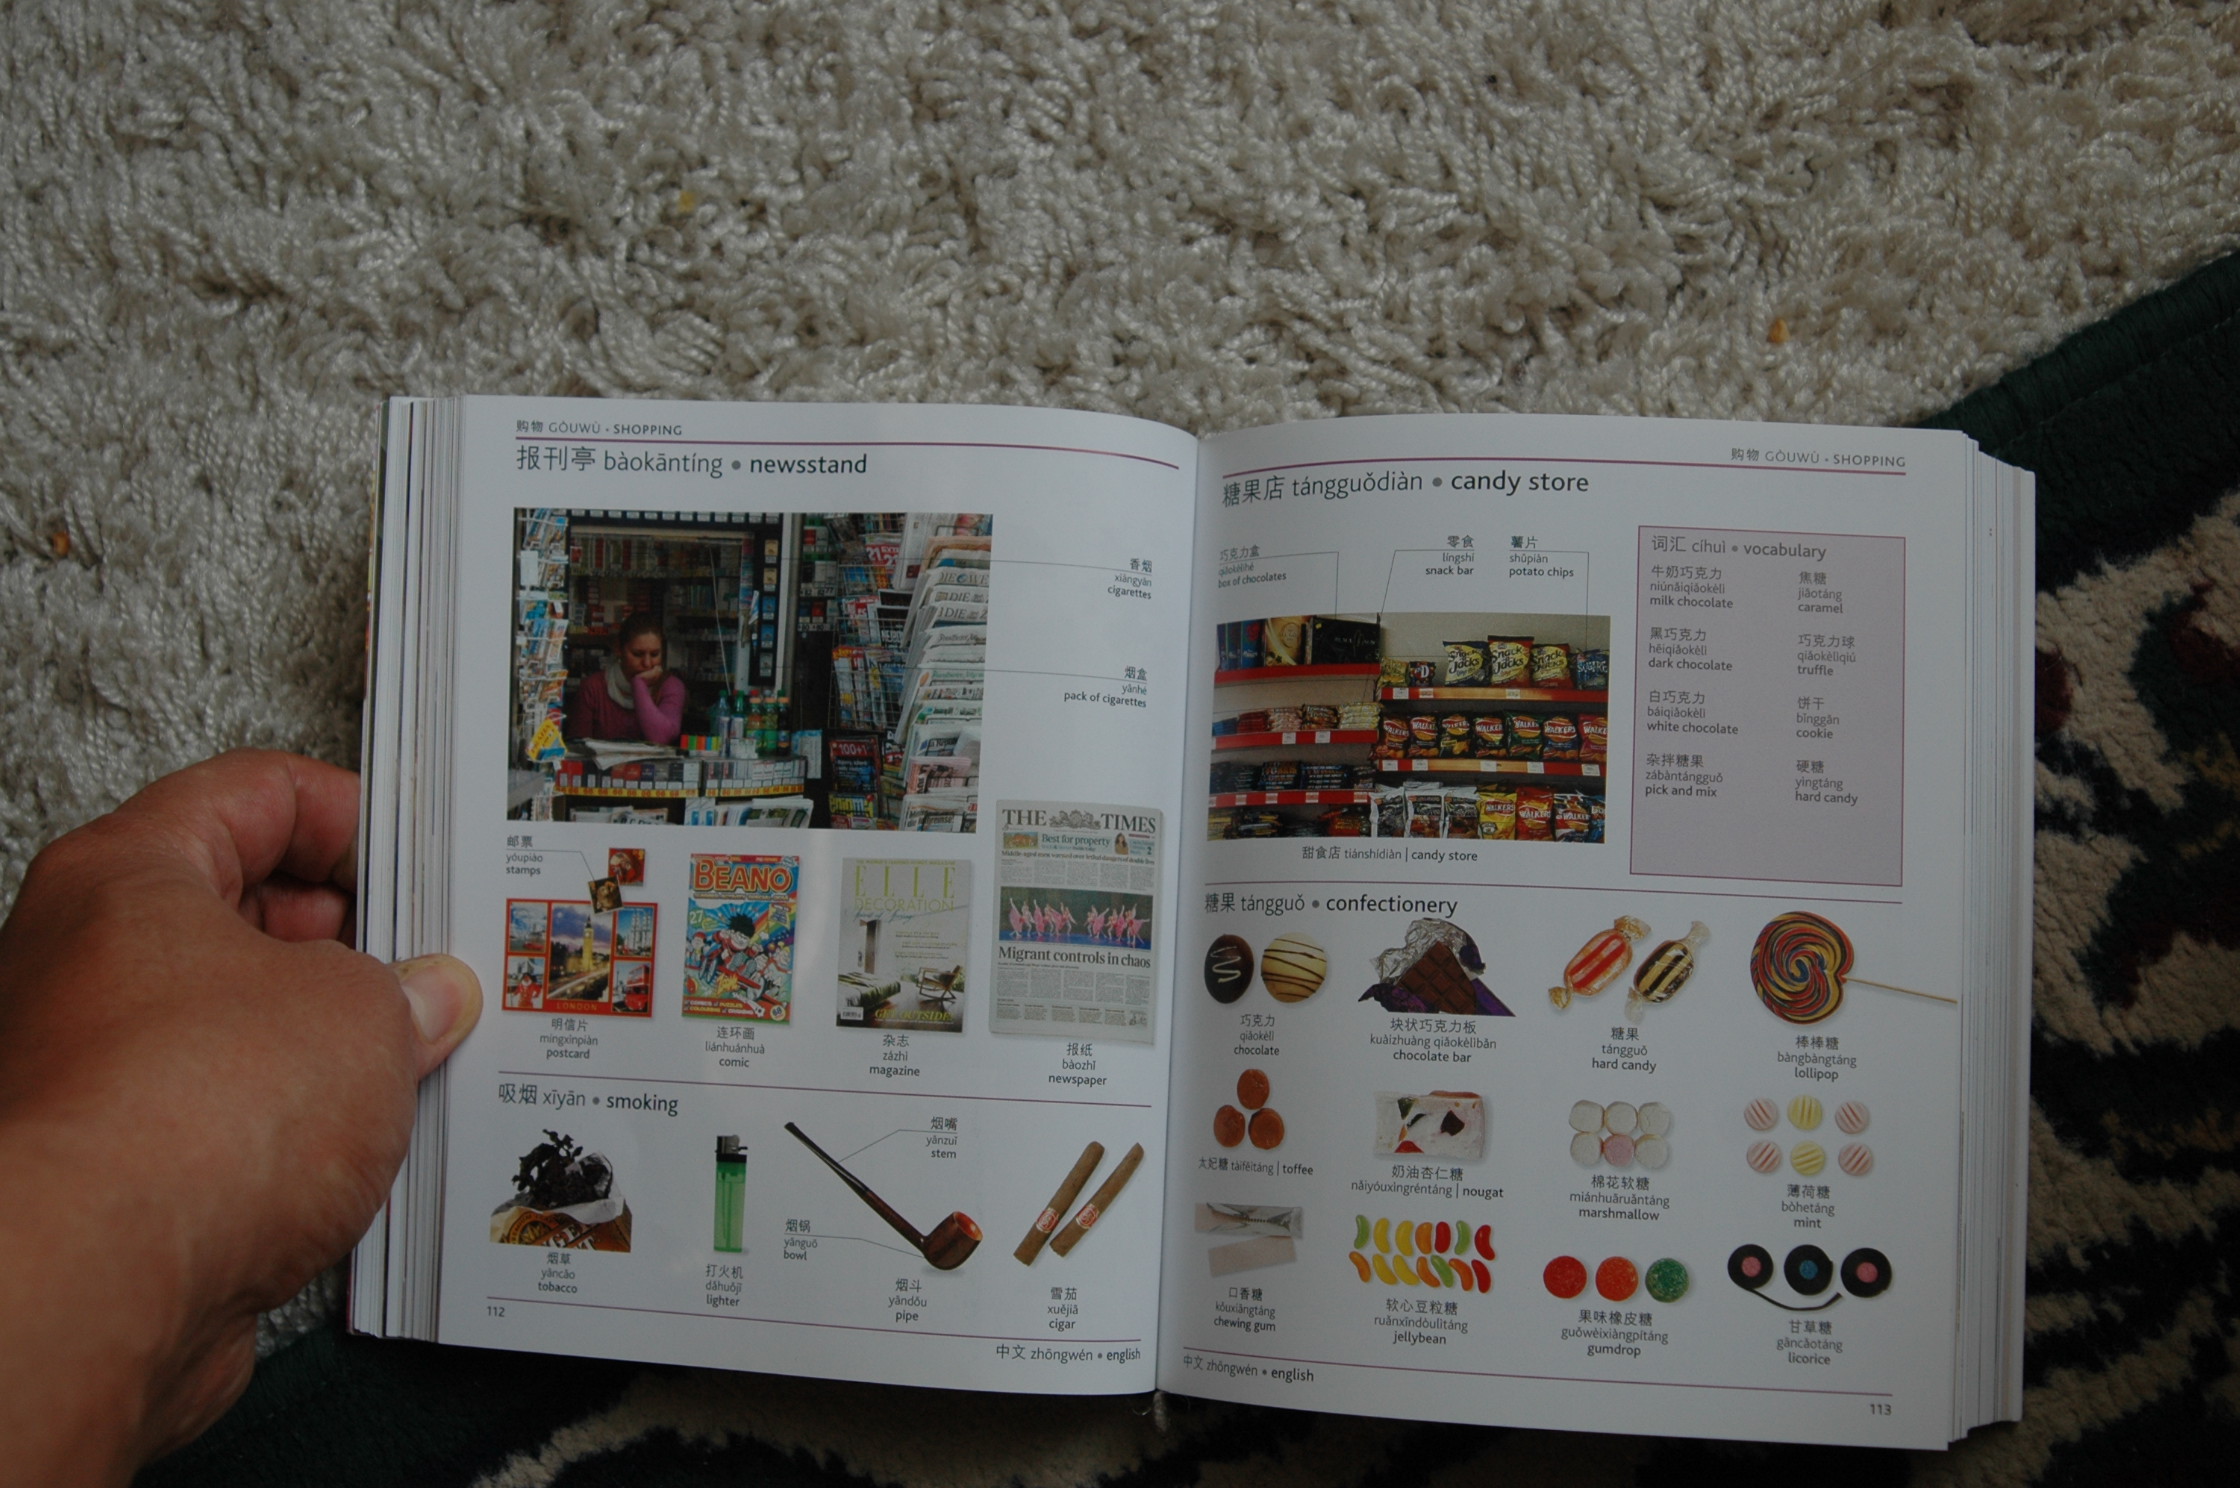 购物 GÒUWÙ • SHOPPING
报刊亭 bàokāntíng • newsstand
香烟
xiāngyān
cigarettes
烟盒
yānhé
pack of cigarettes
邮票
yóupiào
stamps
LONDON
明信片
míngxìnpiàn
postcard
BEANO
连环画
liánhuánhuà
comic
ELLE
DECORATION
GET OUTSIDE
杂志
zázhì
magazine
THE TIMES
Best for property
Migrant controls in chaos
报纸
bàozhǐ
newspaper
吸烟 xīyān • smoking
烟草
yāncǎo
tobacco
打火机
dǎhuǒjī
lighter
烟嘴
yānzuǐ
stem
烟锅
yānguō
bowl
烟斗
yāndǒu
pipe
雪茄
xuějiā
cigar
112
中文 zhōngwén • english
购物 GÒUWÙ • SHOPPING
糖果店 tángguǒdiàn • candy store
巧克力盒
qiǎokèlìhé
box of chocolates
零食
língshí
snack bar
薯片
shǔpiàn
potato chips
Snack
Jacks
Snack
Jacks
Snack
Jacks
WALKERS
甜食店 tiánshídiàn | candy store
词汇 cíhuì • vocabulary
牛奶巧克力
niúnǎiqiǎokèlì
milk chocolate
黑巧克力
hēiqiǎokèlì
dark chocolate
白巧克力
báiqiǎokèlì
white chocolate
杂拌糖果
zábàntángguǒ
pick and mix
焦糖
jiāotáng
caramel
巧克力球
qiǎokèlìqiú
truffle
饼干
bǐnggān
cookie
硬糖
yìngtáng
hard candy
糖果 tángguǒ • confectionery
巧克力
qiǎokèlì
chocolate
块状巧克力板
kuàizhuàng qiǎokèlìbǎn
chocolate bar
糖果
tángguǒ
hard candy
棒棒糖
bàngbàngtáng
lollipop
太妃糖 tàifēitáng | toffee
奶油杏仁糖
nǎiyóuxìngréntáng | nougat
棉花软糖
miánhuāruǎntáng
marshmallow
薄荷糖
bòhetáng
mint
口香糖
kǒuxiāngtáng
chewing gum
软心豆粒糖
ruǎnxīndòulìtáng
jellybean
果味橡皮糖
guǒwèixiàngpítáng
gumdrop
甘草糖
gāncǎotáng
licorice
中文 zhōngwén • english
113